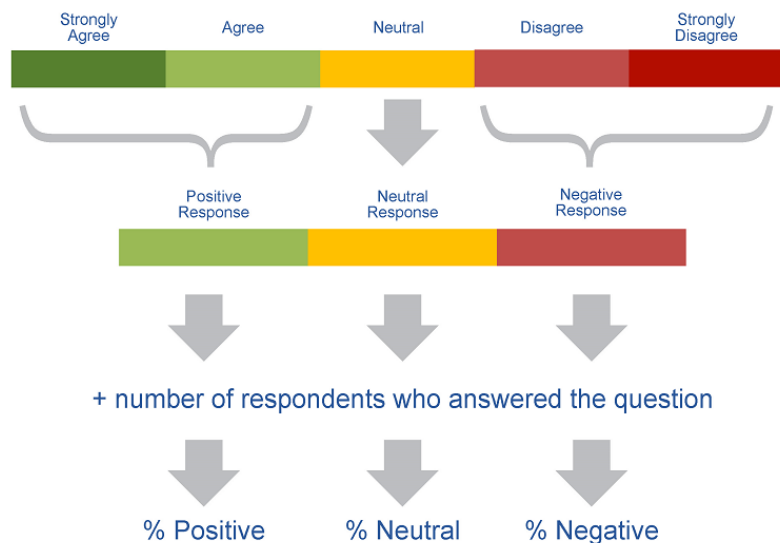 Strongly
Agree
Agree
Neutral
Disagree
Strongly
Disagree
Positive
Response
Neutral
Response
Negative
Response
+ number of respondents who answered the question
% Positive
% Neutral
% Negative